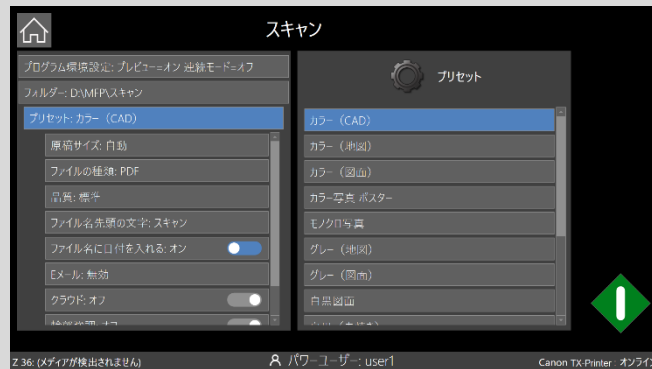 スキャン
プログラム環境設定: プレビュー=オン 連続モード=オフ
フォルダー: D:\MFP\スキャン
プリセット: カラー（CAD）
原稿サイズ: 自動
ファイルの種類: PDF
品質: 標準
ファイル名先頭の文字: スキャン
ファイル名に日付を入れる: オン
Eメール: 無効
クラウド: オフ
プリセット
カラー（CAD）
カラー（地図）
カラー（図面）
カラー写真 ポスター
モノクロ写真
グレー（地図）
グレー（図面）
白黒図面
Z 36: (メディアが検出されません)
パワーユーザー: user1
Canon TX-Printer : オンライン